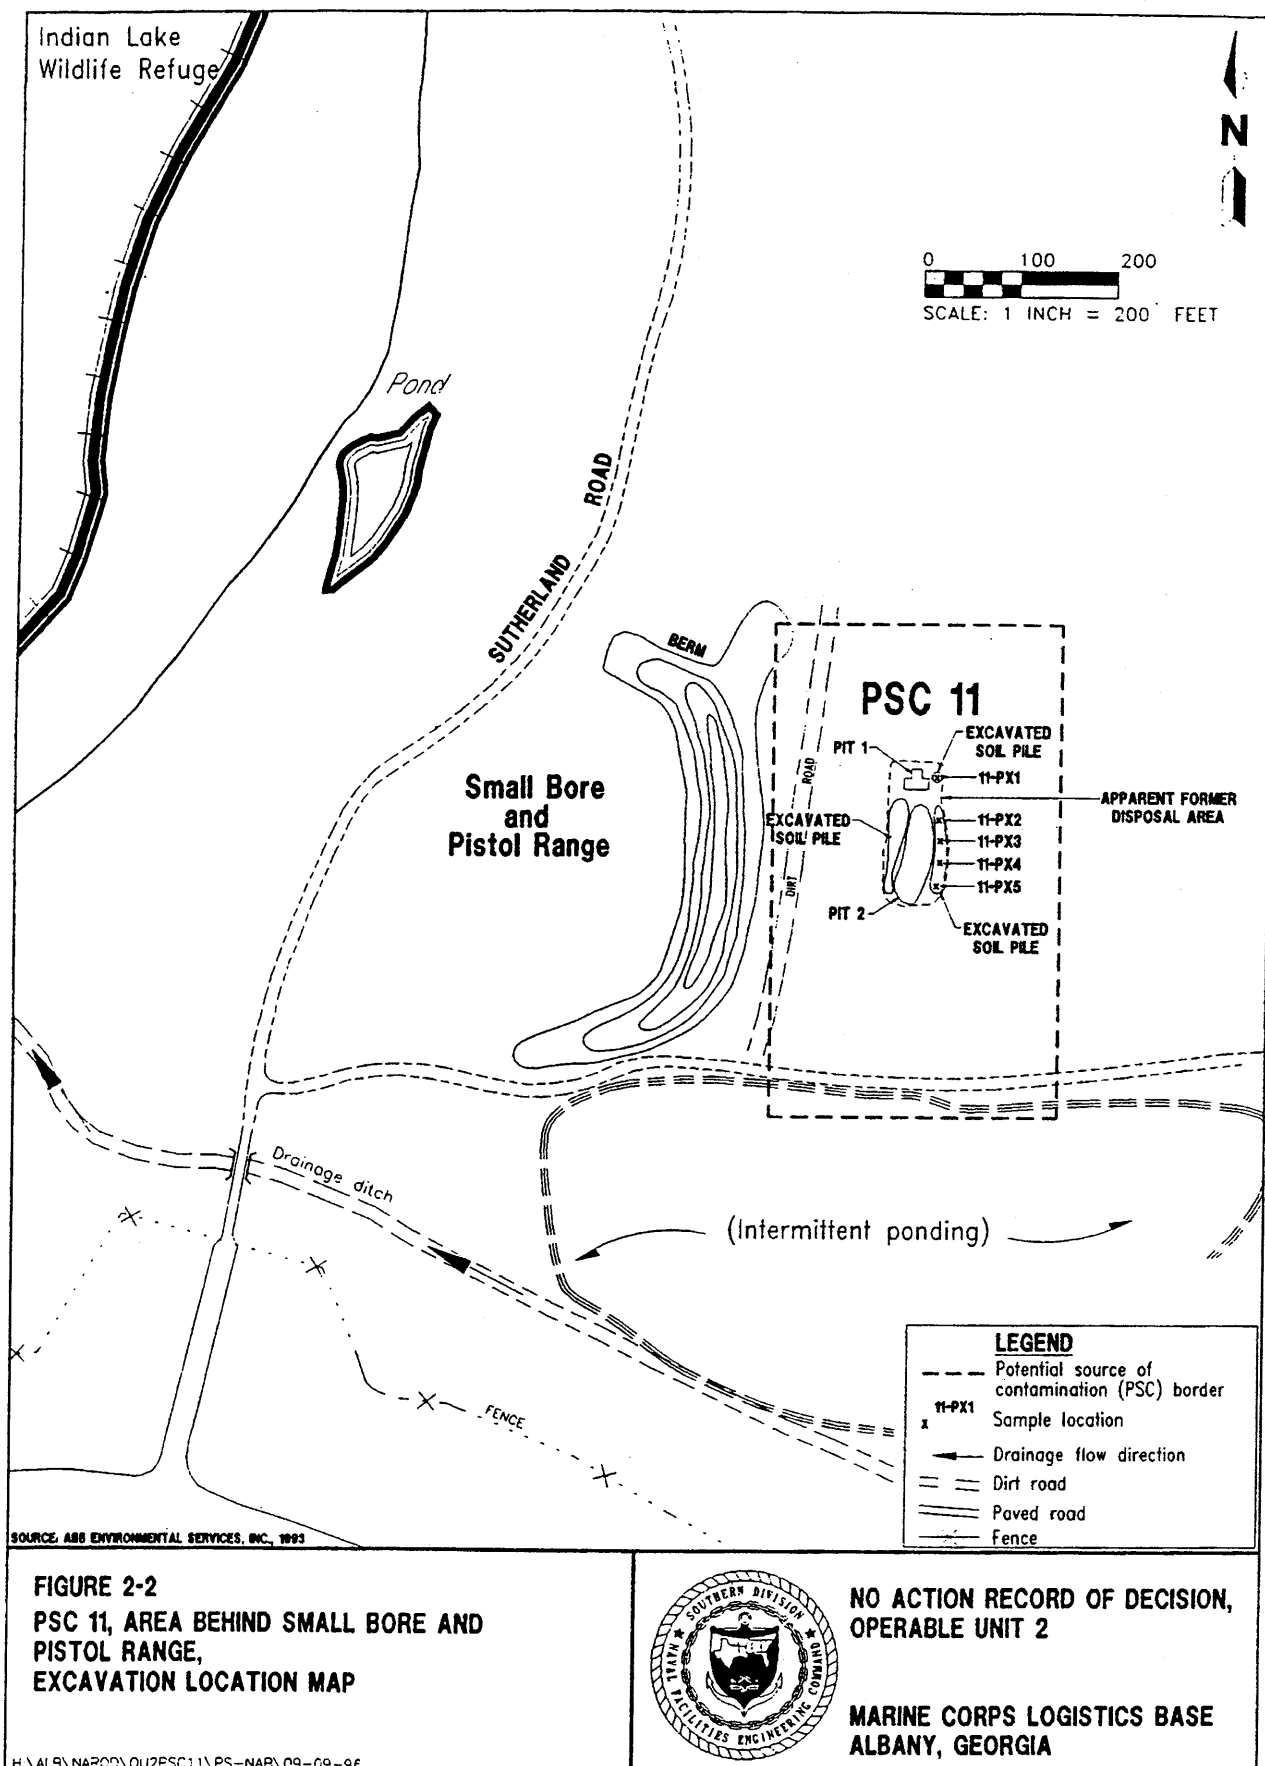 Indian Lake
Wildlife Refuge
N
0 100 200
SCALE: 1 INCH = 200 FEET
Pond
SUTHERLAND ROAD
BERM
PSC 11
EXCAVATED
SOIL PILE
PIT 1
11-PX1
DIRT ROAD
Small Bore
and
Pistol Range
APPARENT FORMER
DISPOSAL AREA
EXCAVATED
SOIL PILE
11-PX2
11-PX3
11-PX4
11-PX5
PIT 2
EXCAVATED
SOIL PILE
Drainage ditch
(Intermittent ponding)
FENCE
LEGEND
Potential source of
contamination (PSC) border
11-PX1
x
Sample location
Drainage flow direction
Dirt road
Paved road
Fence
SOURCE: ABB ENVIRONMENTAL SERVICES, INC., 1993
FIGURE 2-2
PSC 11, AREA BEHIND SMALL BORE AND
PISTOL RANGE,
EXCAVATION LOCATION MAP
SOUTHERN DIVISION
NAVAL FACILITIES ENGINEERING COMMAND
NO ACTION RECORD OF DECISION,
OPERABLE UNIT 2
MARINE CORPS LOGISTICS BASE
ALBANY, GEORGIA